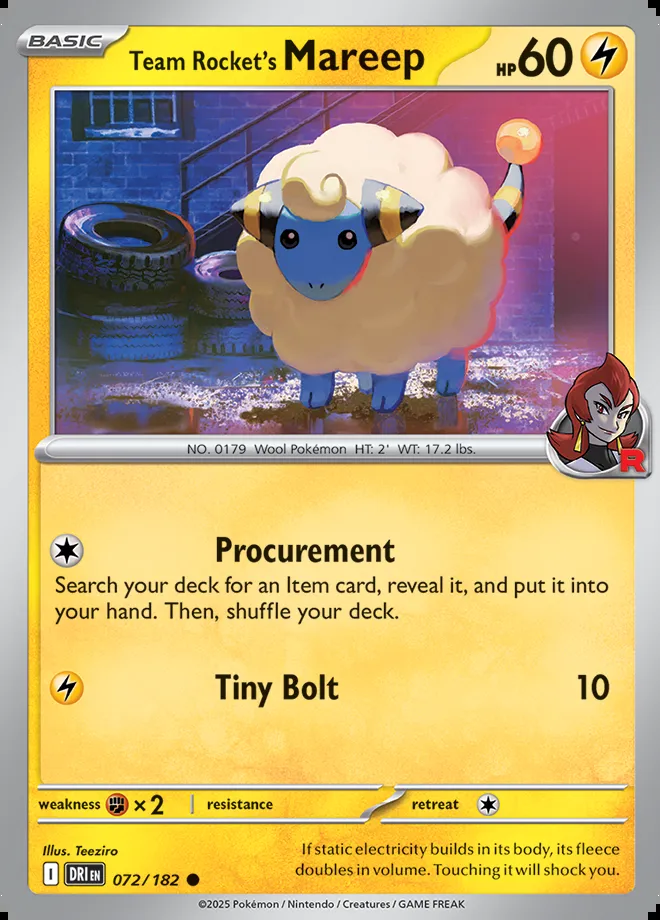 BASIC
Team Rocket's Mareep HP 60
NO. 0179 Wool Pokémon HT: 2' WT: 17.2 lbs.
R
Procurement
Search your deck for an Item card, reveal it, and put it into
your hand. Then, shuffle your deck.
Tiny Bolt 10
weakness ×2 resistance retreat
Illus. Teeziro
If static electricity builds in its body, its fleece
doubles in volume. Touching it will shock you.
I DRI EN 072/182
©2025 Pokémon / Nintendo / Creatures / GAME FREAK